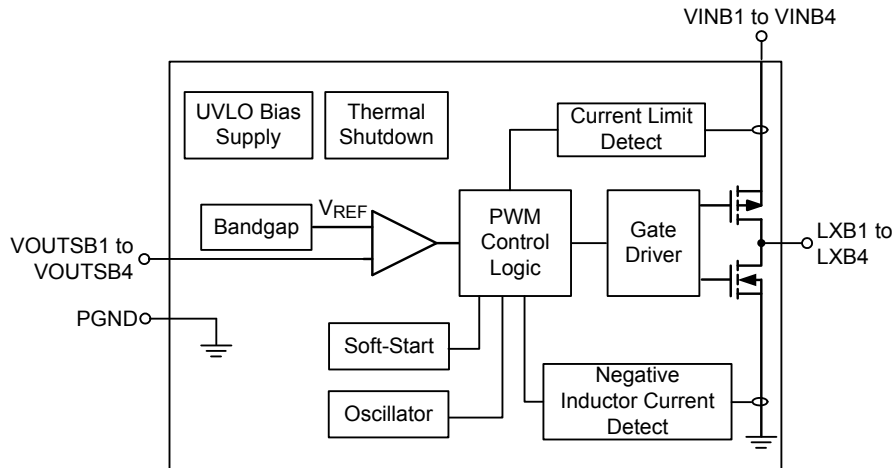 VINB1 to VINB4
UVLO Bias
Supply
Thermal
Shutdown
Current Limit
Detect
VREF
Bandgap
PWM
Control
Logic
Gate
Driver
LXB1 to
LXB4
VOUTSB1 to
VOUTSB4
PGND
Soft-Start
Oscillator
Negative
Inductor Current
Detect